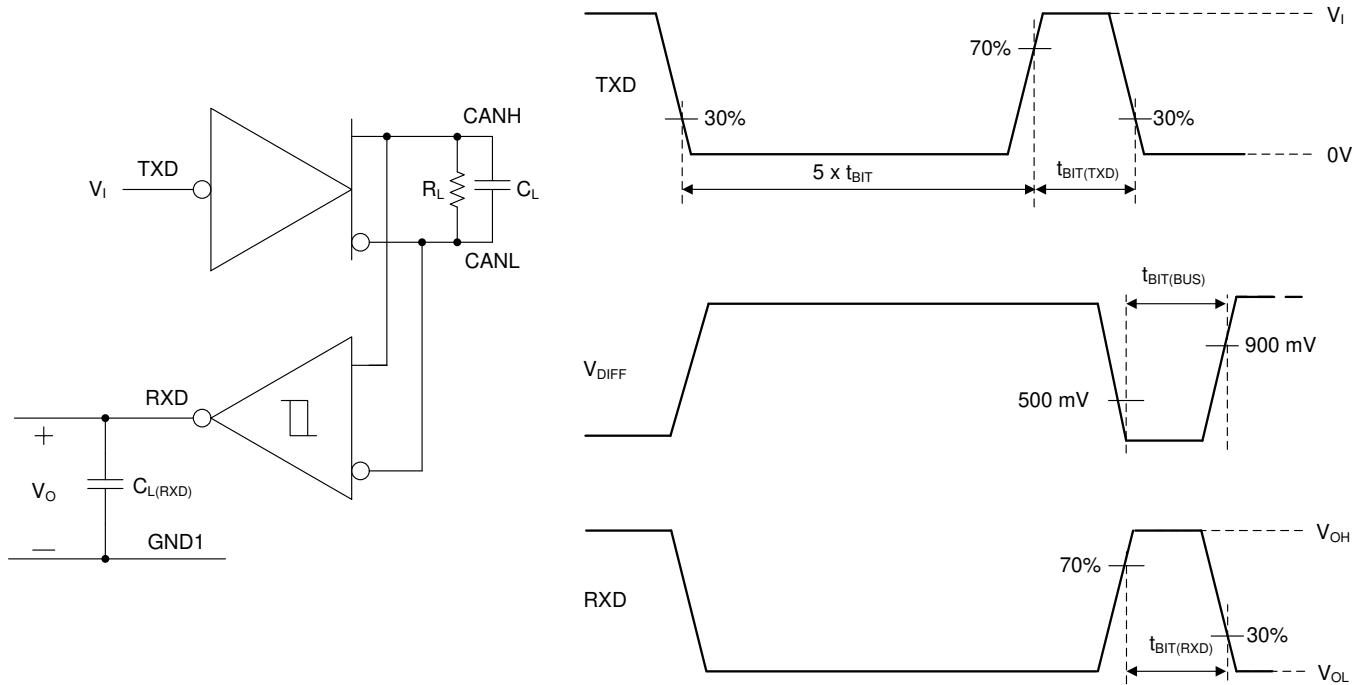 CANH
TXD
V_I
R_L
C_L
CANL
RXD
+
V_O
C_L(RXD)
—
GND1
V_I
70%
TXD
30%
30%
0V
5 x t_BIT
t_BIT(TXD)
t_BIT(BUS)
900 mV
V_DIFF
500 mV
V_OH
70%
RXD
30%
t_BIT(RXD)
V_OL